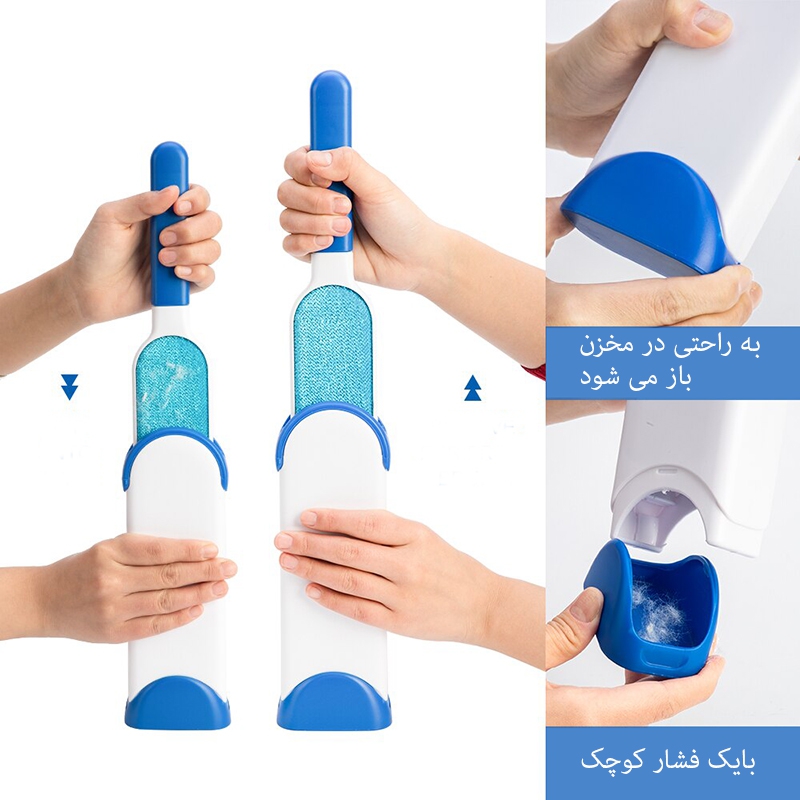 به راحتی در مخزن
باز می شود
بایک فشار کوچک